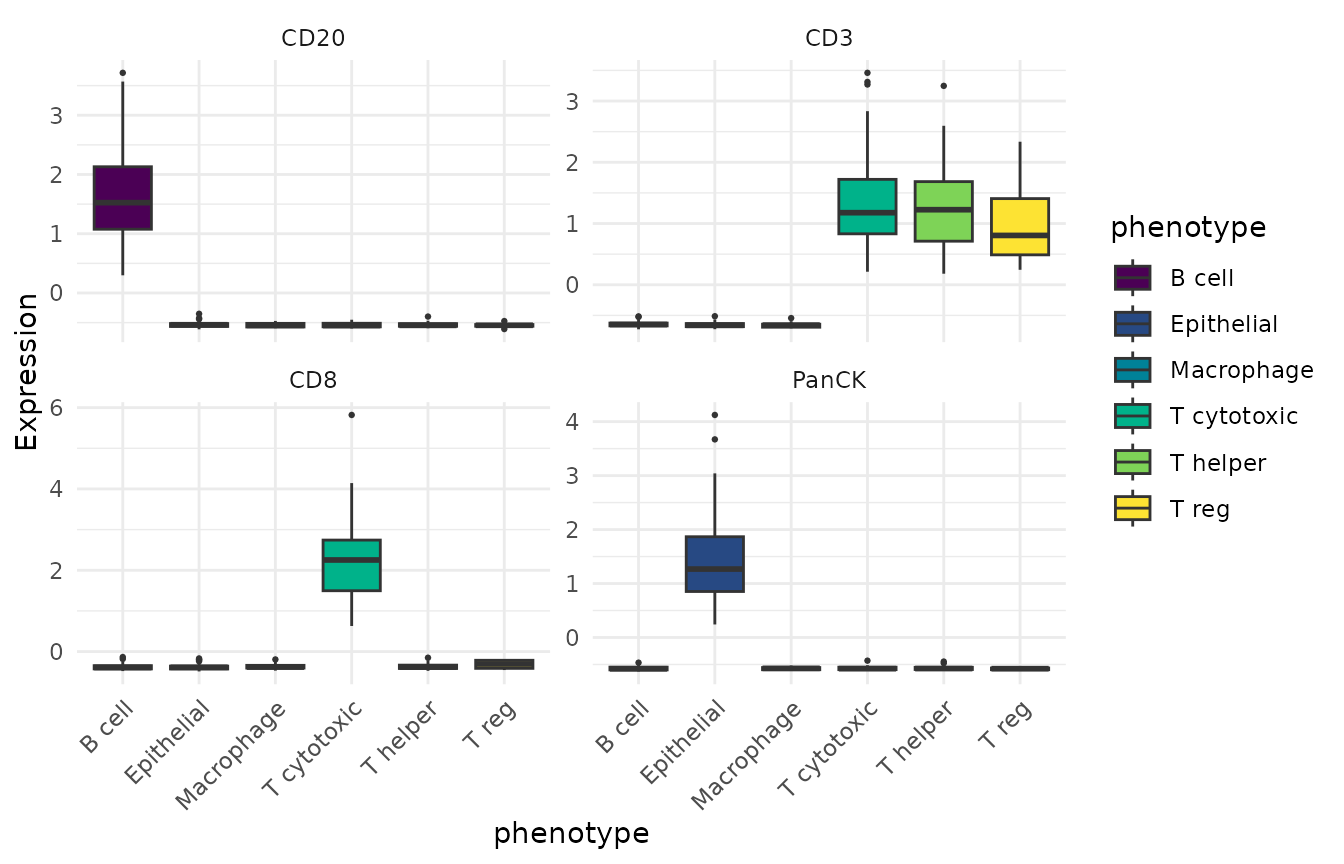 CD20
CD3
3
2
1
0
3
2
1
0
Expression
CD8
PanCK
6
4
2
0
4
3
2
1
0
B cell
Epithelial
Macrophage
T cytotoxic
T helper
T reg
B cell
Epithelial
Macrophage
T cytotoxic
T helper
T reg
phenotype
phenotype
B cell
Epithelial
Macrophage
T cytotoxic
T helper
T reg